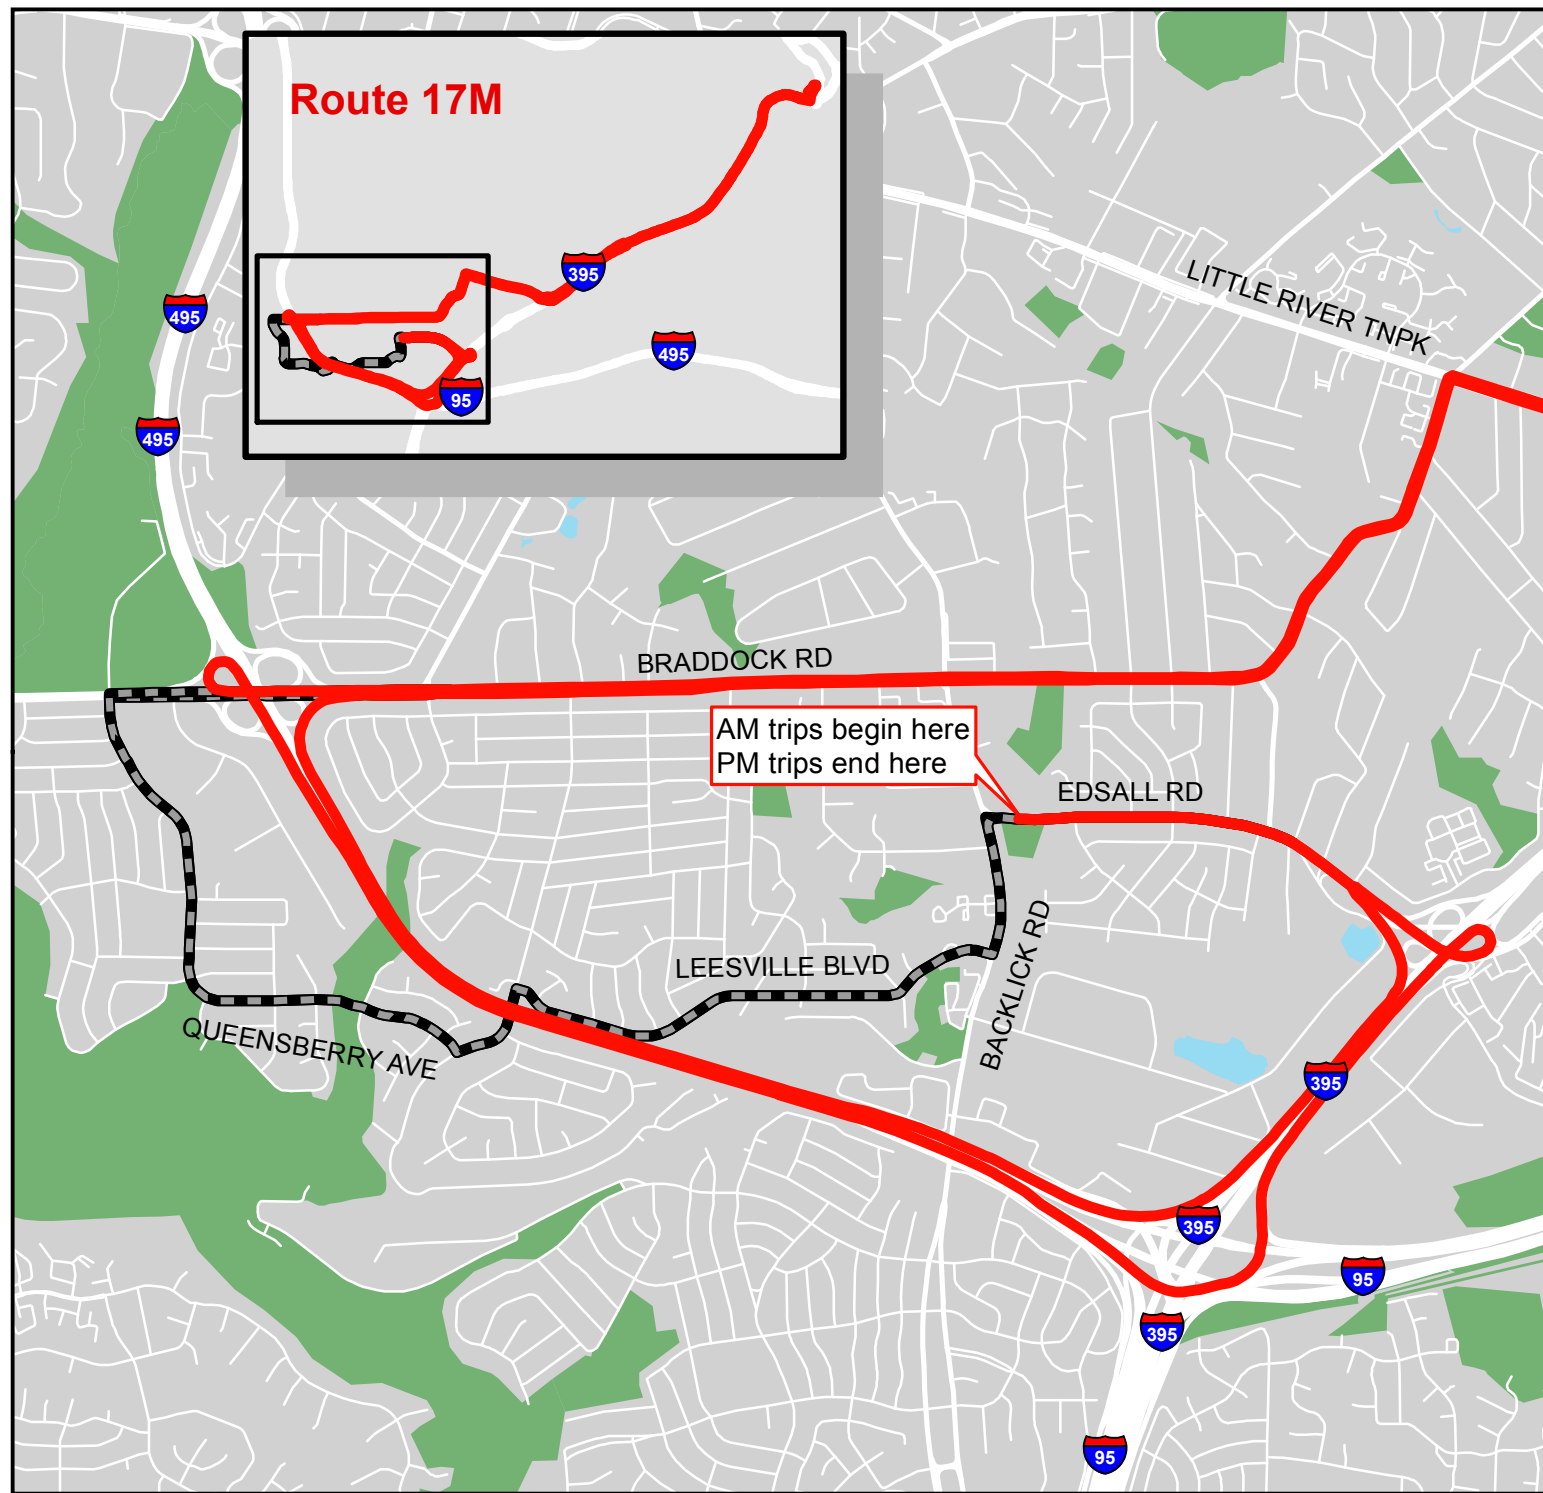 Route 17M
395
495
95
495
495
LITTLE RIVER TNPK
BRADDOCK RD
AM trips begin here
PM trips end here
EDSALL RD
LEESVILLE BLVD
BACKLICK RD
QUEENSBERRY AVE
395
395
95
395
95